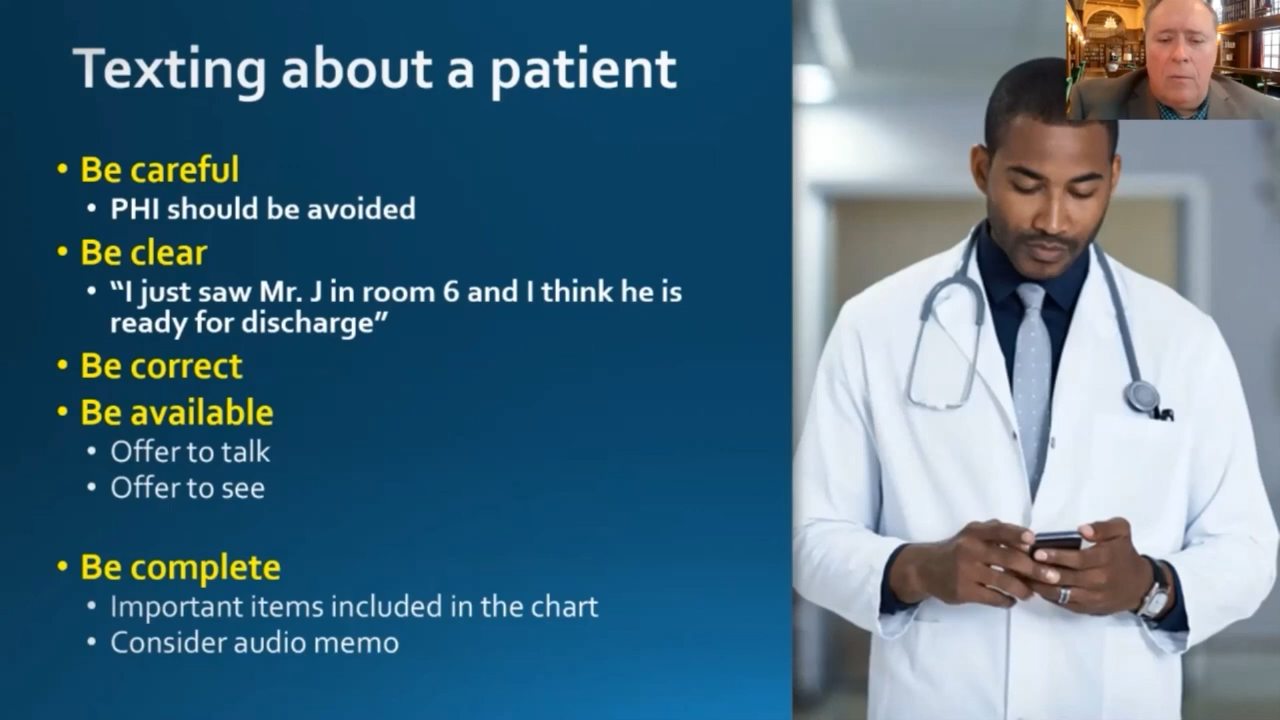 Texting about a patient
• Be careful
• PHI should be avoided
• Be clear
• “I just saw Mr. J in room 6 and I think he is
ready for discharge”
• Be correct
• Be available
• Offer to talk
• Offer to see
• Be complete
• Important items included in the chart
• Consider audio memo